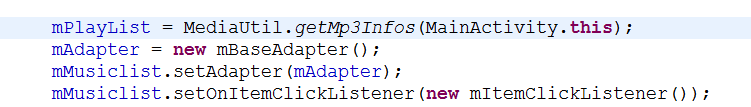 mPlayList = MediaUtil.getMp3Infos(MainActivity.this);
mAdapter = new mBaseAdapter();
mMusiclist.setAdapter(mAdapter);
mMusiclist.setOnItemClickListener(new mItemClickListener());